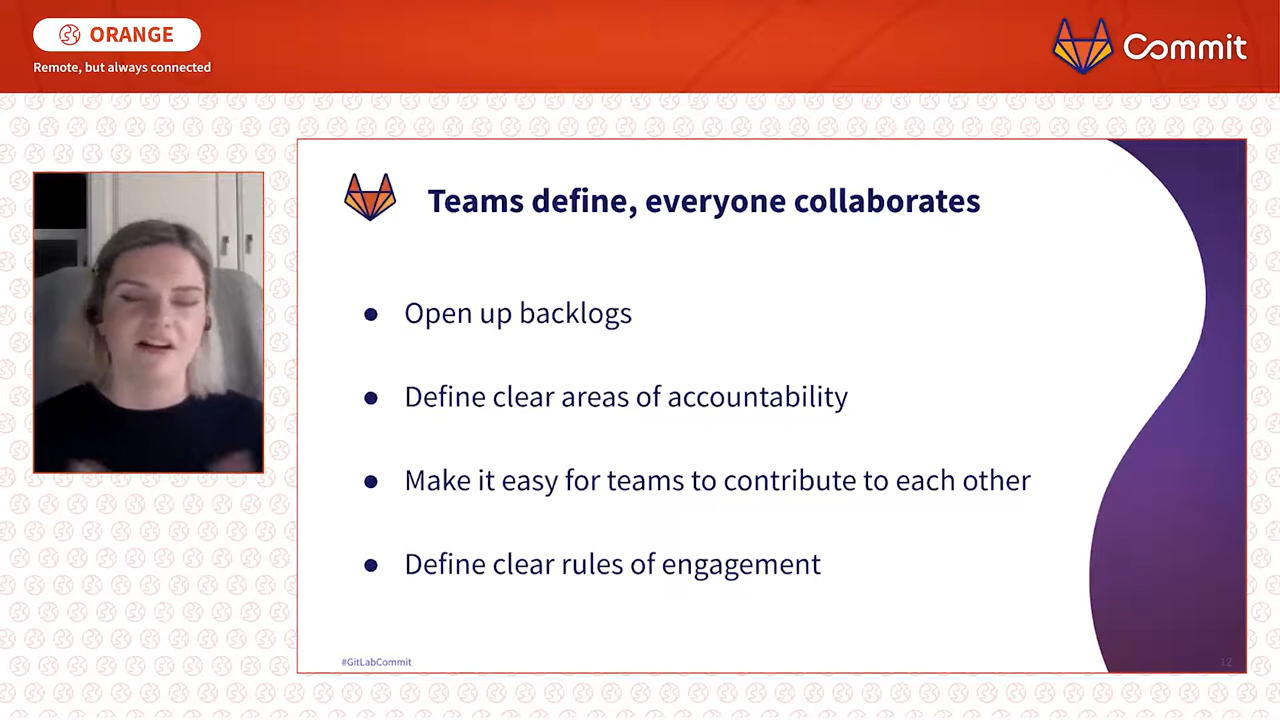 ORANGE
Remote, but always connected
Commit
Teams define, everyone collaborates
● Open up backlogs
● Define clear areas of accountability
● Make it easy for teams to contribute to each other
● Define clear rules of engagement
#GitLabCommit
12